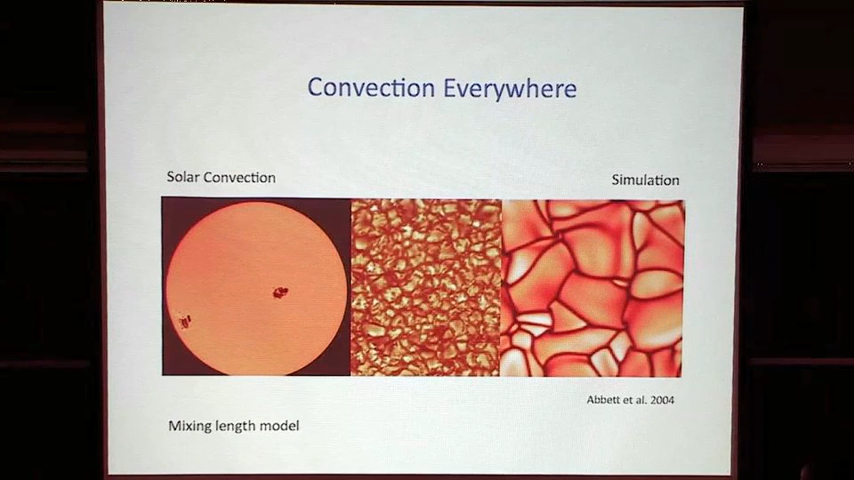 Convection Everywhere
Solar Convection
Simulation
Abbett et al. 2004
Mixing length model